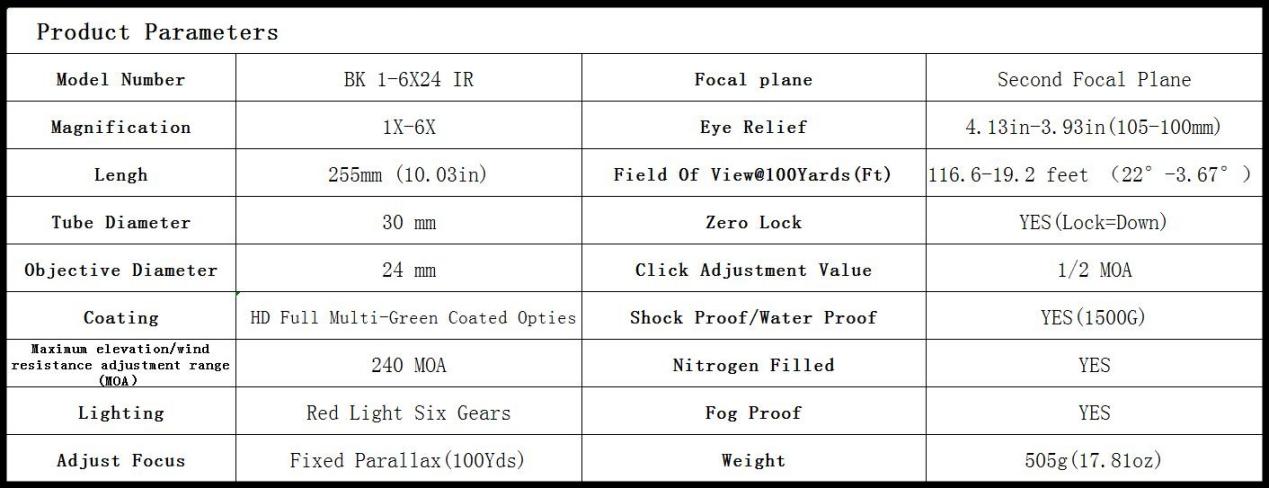 Product Parameters
Model Number BK 1-6X24 IR Focal plane Second Focal Plane
Magnification 1X-6X Eye Relief 4.13in-3.93in(105-100mm)
Lengh 255mm (10.03in) Field Of View@100Yards(Ft) 116.6-19.2 feet （22°-3.67°）
Tube Diameter 30 mm Zero Lock YES(Lock=Down)
Objective Diameter 24 mm Click Adjustment Value 1/2 MOA
Coating HD Full Multi-Green Coated Opties Shock Proof/Water Proof YES(1500G)
Maximum elevation/wind
resistance adjustment range
(MOA) 240 MOA Nitrogen Filled YES
Lighting Red Light Six Gears Fog Proof YES
Adjust Focus Fixed Parallax(100Yds) Weight 505g(17.81oz)